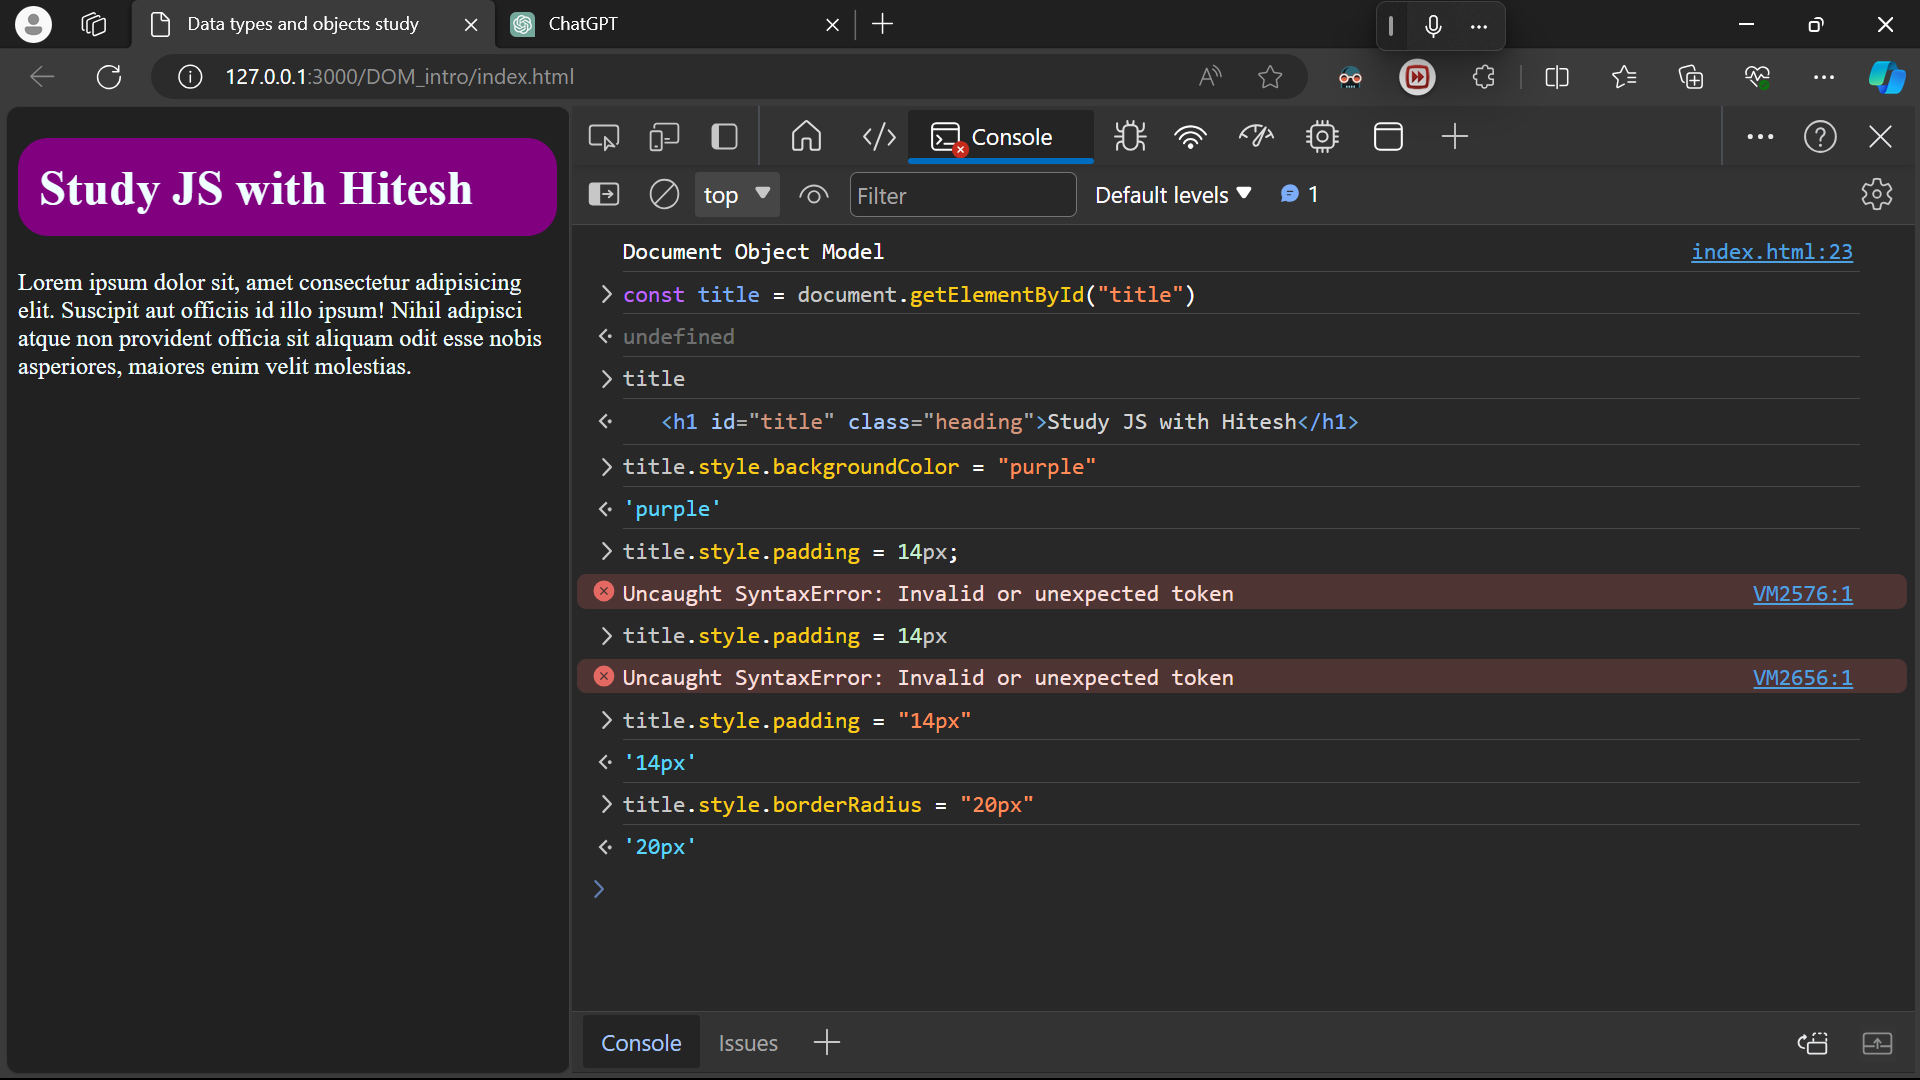 Data types and objects study
ChatGPT
127.0.0.1:3000/DOM_intro/index.html
Study JS with Hitesh
Lorem ipsum dolor sit, amet consectetur adipisicing
elit. Suscipit aut officiis id illo ipsum! Nihil adipisci
atque non provident officia sit aliquam odit esse nobis
asperiores, maiores enim velit molestias.
Console
top
Filter
Default levels
1
Document Object Model index.html:23
const title = document.getElementById("title")
undefined
title
<h1 id="title" class="heading">Study JS with Hitesh</h1>
title.style.backgroundColor = "purple"
'purple'
title.style.padding = 14px;
Uncaught SyntaxError: Invalid or unexpected token VM2576:1
title.style.padding = 14px
Uncaught SyntaxError: Invalid or unexpected token VM2656:1
title.style.padding = "14px"
'14px'
title.style.borderRadius = "20px"
'20px'
Console
Issues